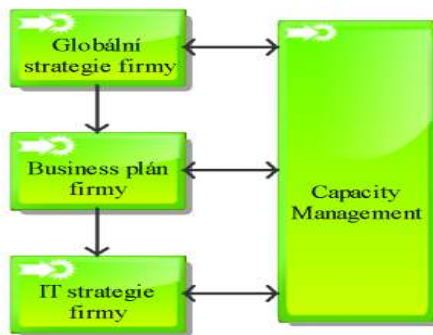 Globální
strategie firmy
Business plán
firmy
IT strategie
firmy
Capacity
Management